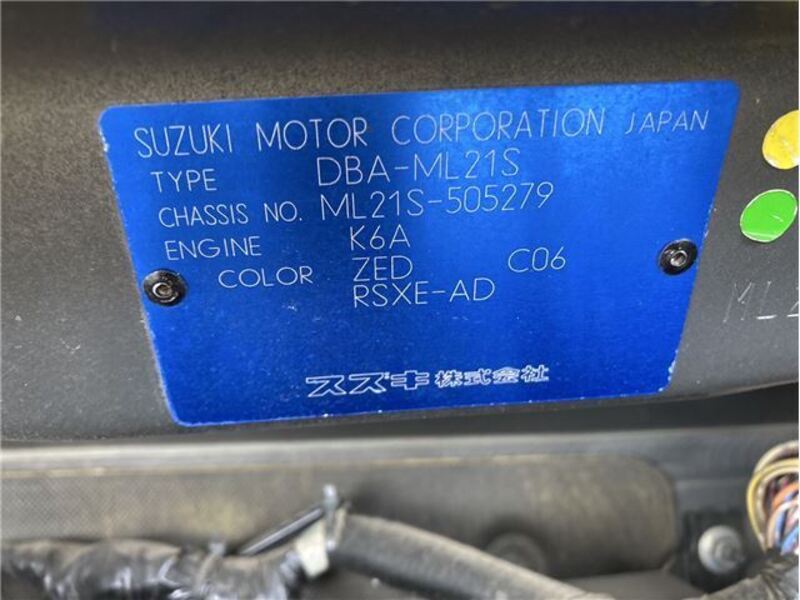 SUZUKI MOTOR CORPORATION JAPAN
TYPE DBA-ML21S
CHASSIS NO. ML21S-505279
ENGINE K6A
COLOR ZED C06
RSXE-AD
スズキ株式会社
ML